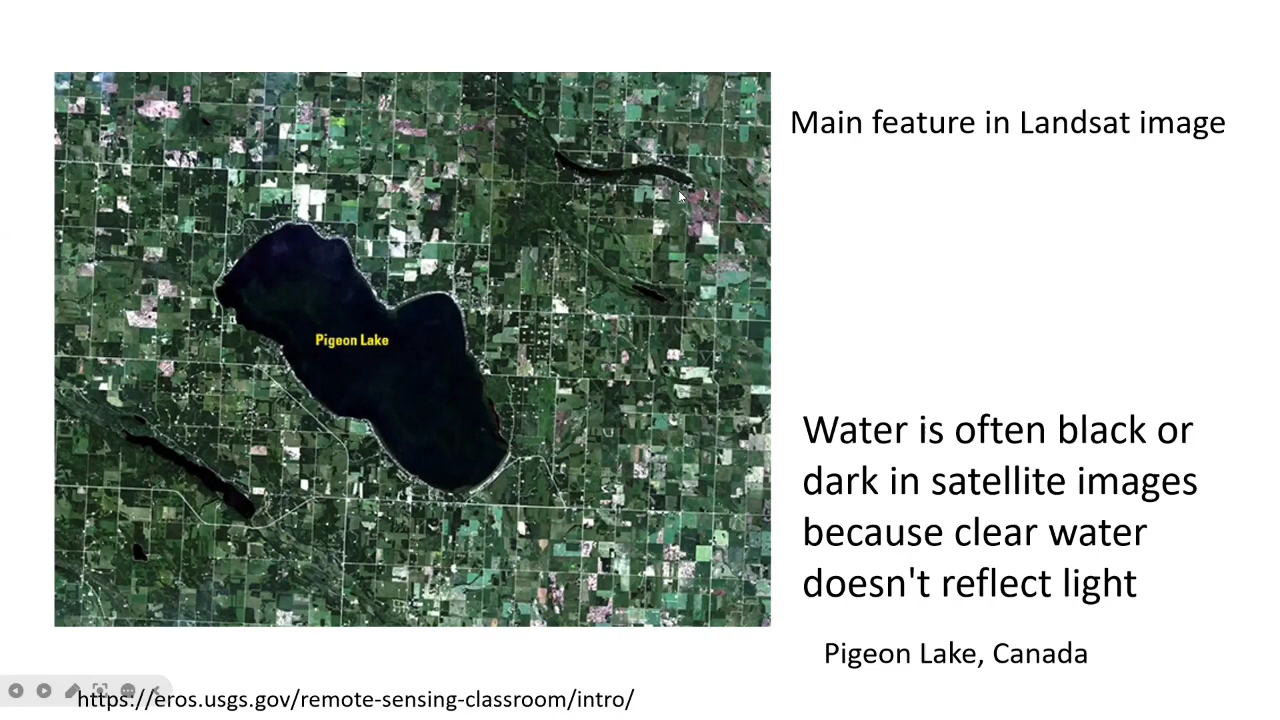 Main feature in Landsat image
Pigeon Lake
Water is often black or
dark in satellite images
because clear water
doesn't reflect light
Pigeon Lake, Canada
https://eros.usgs.gov/remote-sensing-classroom/intro/